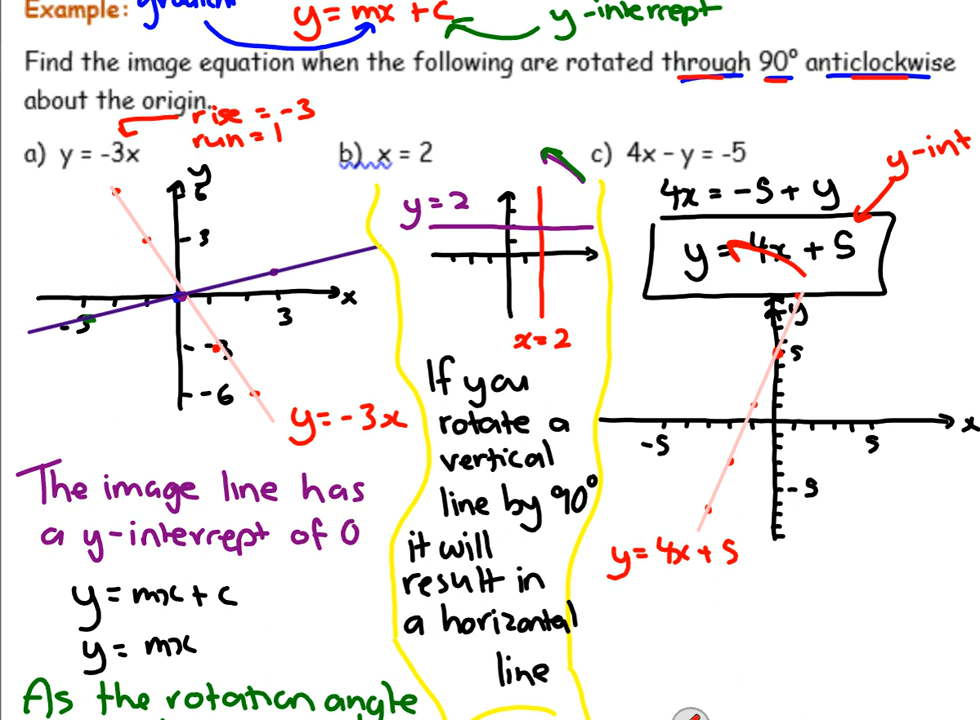 Example: gradient y = mx + c y-intercept
Find the image equation when the following are rotated through 90° anticlockwise
about the origin.
rise = -3
run = 1
a) y = -3x
y
6
3
-3
3
x
-3
-6
y = -3x
The image line has
a y-intercept of 0
y = mx + c
y = mx
As the rotation angle
b) x = 2
y = 2
x = 2
If you
rotate a
vertical
line by 90°
it will
result in
a horizontal
line
c) 4x - y = -5
y-int
4x = -5 + y
y = 4x + 5
y
5
-5
5
x
-5
y = 4x + 5